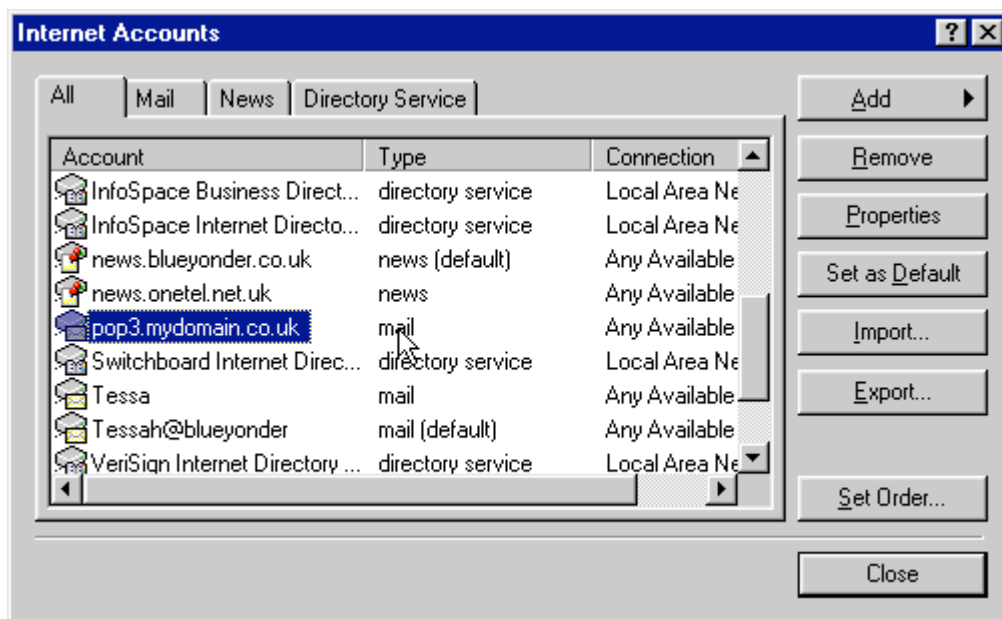 Internet Accounts
All Mail News Directory Service
Account Type Connection
InfoSpace Business Direct... directory service Local Area Ne
InfoSpace Internet Directo... directory service Local Area Ne
news.blueyonder.co.uk news (default) Any Available
news.onetel.net.uk news Any Available
pop3.mydomain.co.uk mail Any Available
Switchboard Internet Direc... directory service Local Area Ne
Tessa mail Any Available
Tessah@blueyonder mail (default) Any Available
VeriSign Internet Directory ... directory service Local Area Ne
Add
Remove
Properties
Set as Default
Import...
Export...
Set Order...
Close